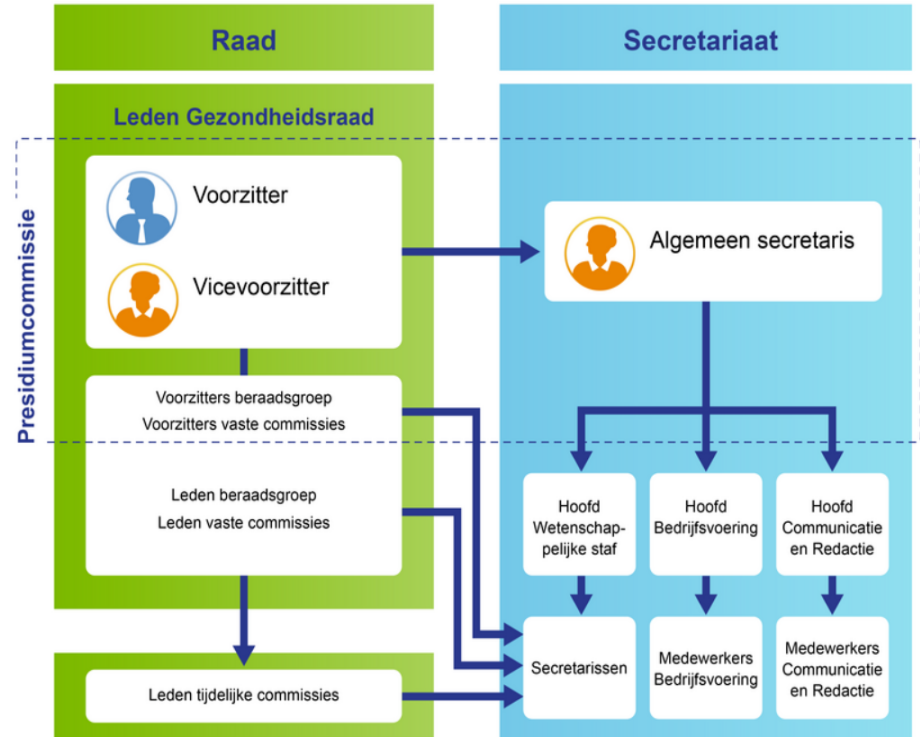 Raad
Secretariaat
Leden Gezondheidsraad
Presidiumcommissie
Voorzitter
Vicevoorzitter
Algemeen secretaris
Voorzitters beraadsgroep
Voorzitters vaste commissies
Leden beraadsgroep
Leden vaste commissies
Hoofd
Wetenschap-
pelijke staf
Hoofd
Bedrijfsvoering
Hoofd
Communicatie
en Redactie
Leden tijdelijke commissies
Secretarissen
Medewerkers
Bedrijfsvoering
Medewerkers
Communicatie
en Redactie